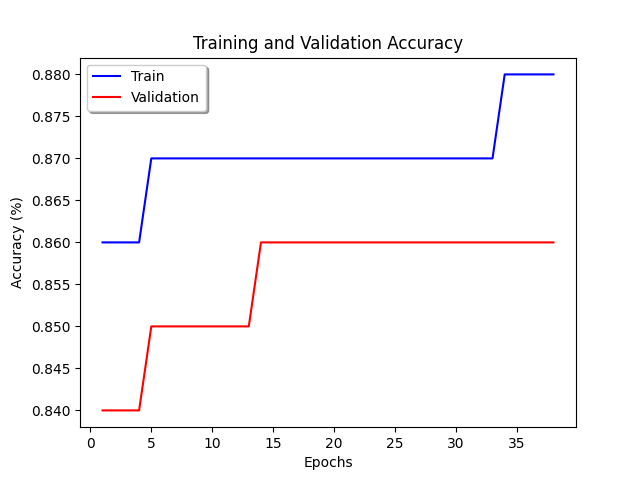 Training and Validation Accuracy
Train
Validation
0.880
0.875
0.870
0.865
0.860
0.855
0.850
0.845
0.840
Accuracy (%)
0 5 10 15 20 25 30 35
Epochs